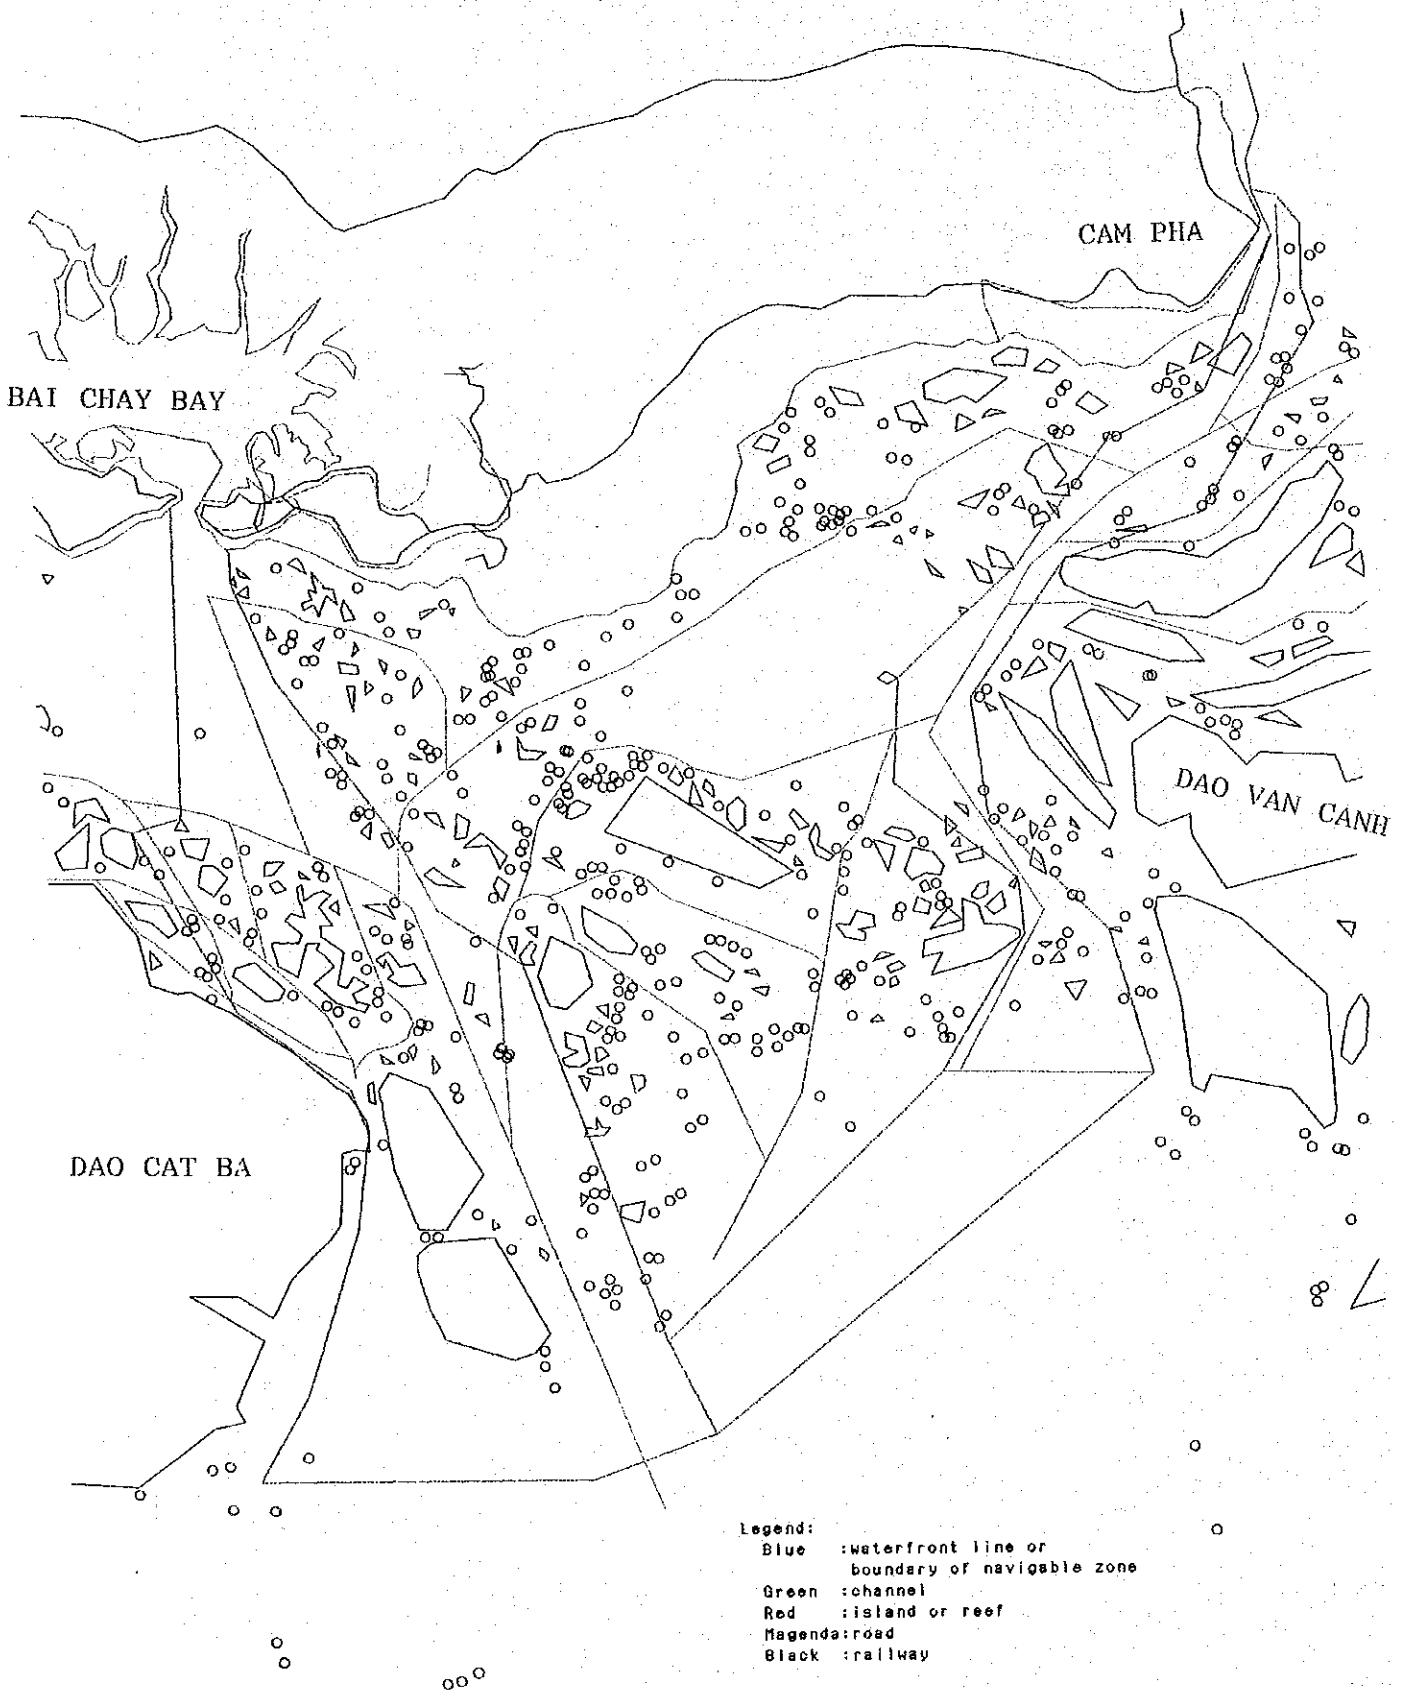 CAM PHA
BAI CHAY BAY
DAO VAN CANH
DAO CAT BA
Legend:
Blue :waterfront line or
boundary of navigable zone
Green :channel
Red :island or reef
Magenda:road
Black :railway